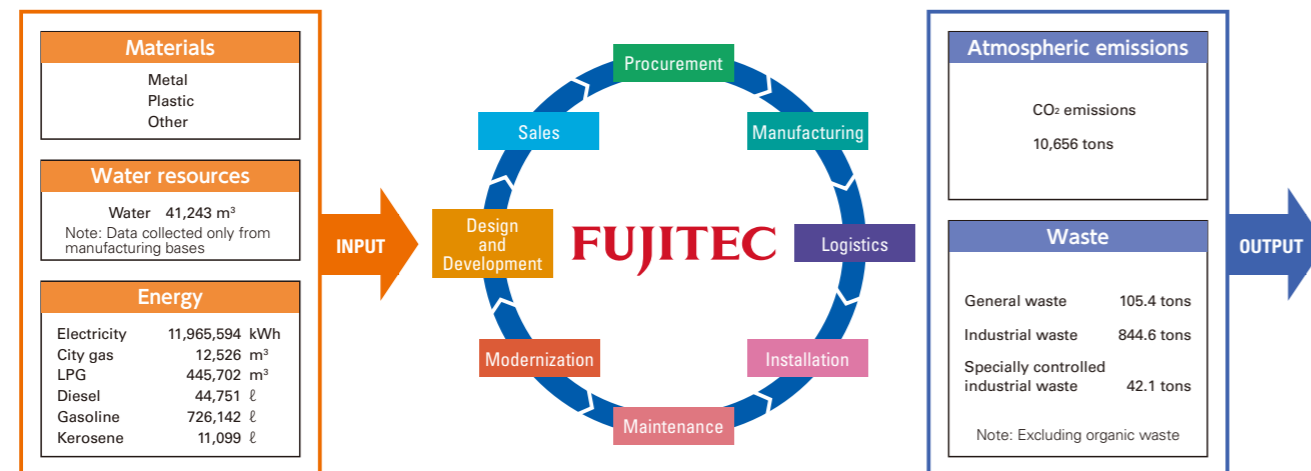 Materials
Metal
Plastic
Other
Water resources
Water 41,243 m³
Note: Data collected only from
manufacturing bases
Energy
Electricity 11,965,594 kWh
City gas 12,526 m³
LPG 445,702 m³
Diesel 44,751 ℓ
Gasoline 726,142 ℓ
Kerosene 11,099 ℓ
INPUT
Procurement
Sales
Manufacturing
Design
and
Development
FUJITEC
Logistics
Modernization
Installation
Maintenance
Atmospheric emissions
CO₂ emissions
10,656 tons
Waste
General waste 105.4 tons
Industrial waste 844.6 tons
Specially controlled
industrial waste 42.1 tons
Note: Excluding organic waste
OUTPUT